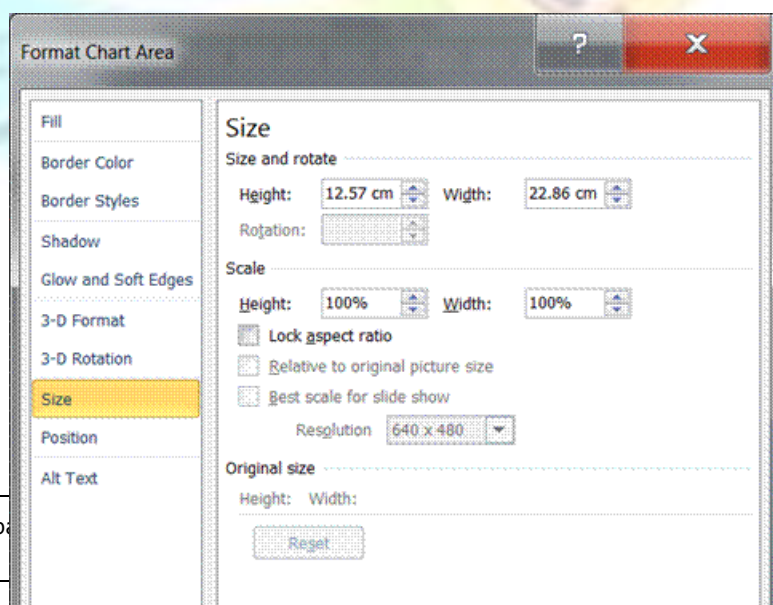 Format Chart Area
?
Fill
Border Color
Border Styles
Shadow
Glow and Soft Edges
3-D Format
3-D Rotation
Size
Position
Alt Text
Size
Size and rotate
Height: 12.57 cm Width: 22.86 cm
Rotation:
Scale
Height: 100% Width: 100%
Lock aspect ratio
Relative to original picture size
Best scale for slide show
Resolution 640 x 480
Original size
Height: Width:
Reset